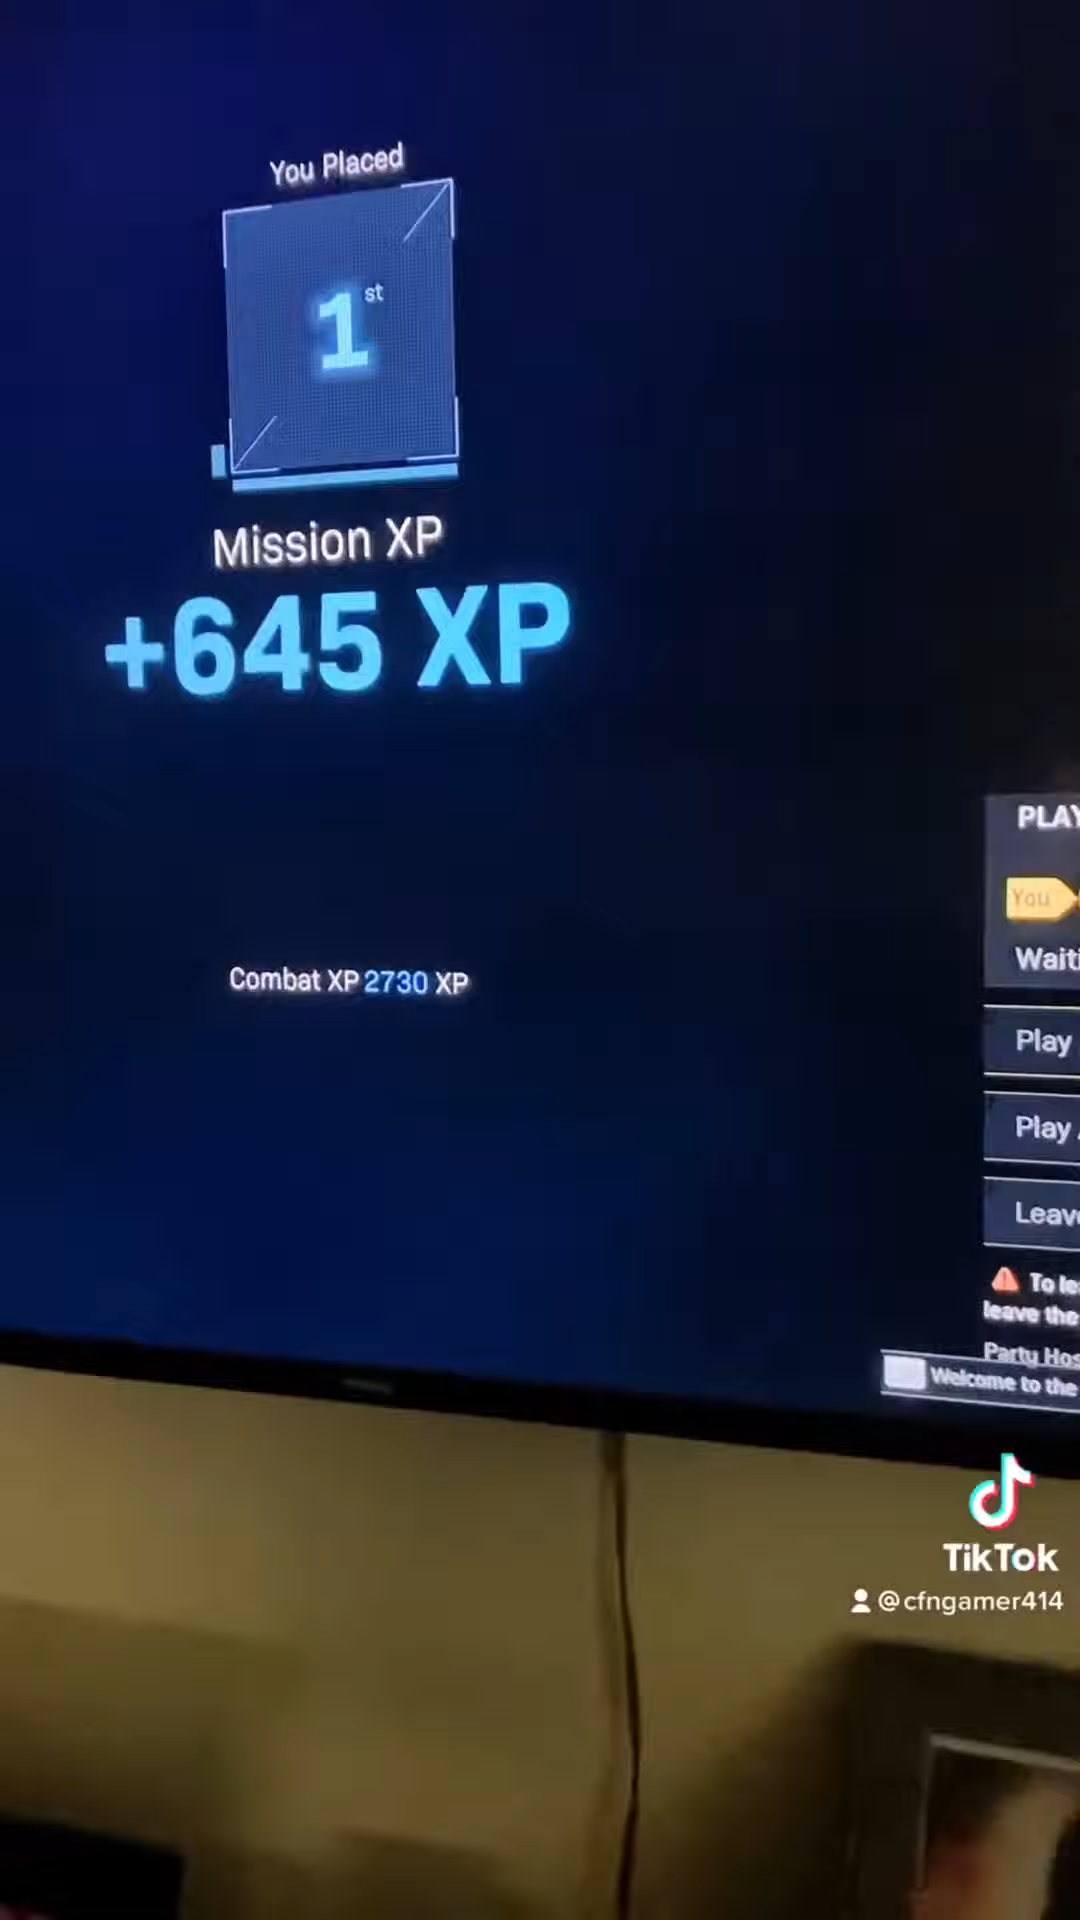 You Placed
1st
Mission XP
+645 XP
Combat XP 2730 XP
PLAY
You
Waiti
Play
Play
Leave
To le
leave the
Party Hos
Welcome to the
TikTok
@cfngamer414